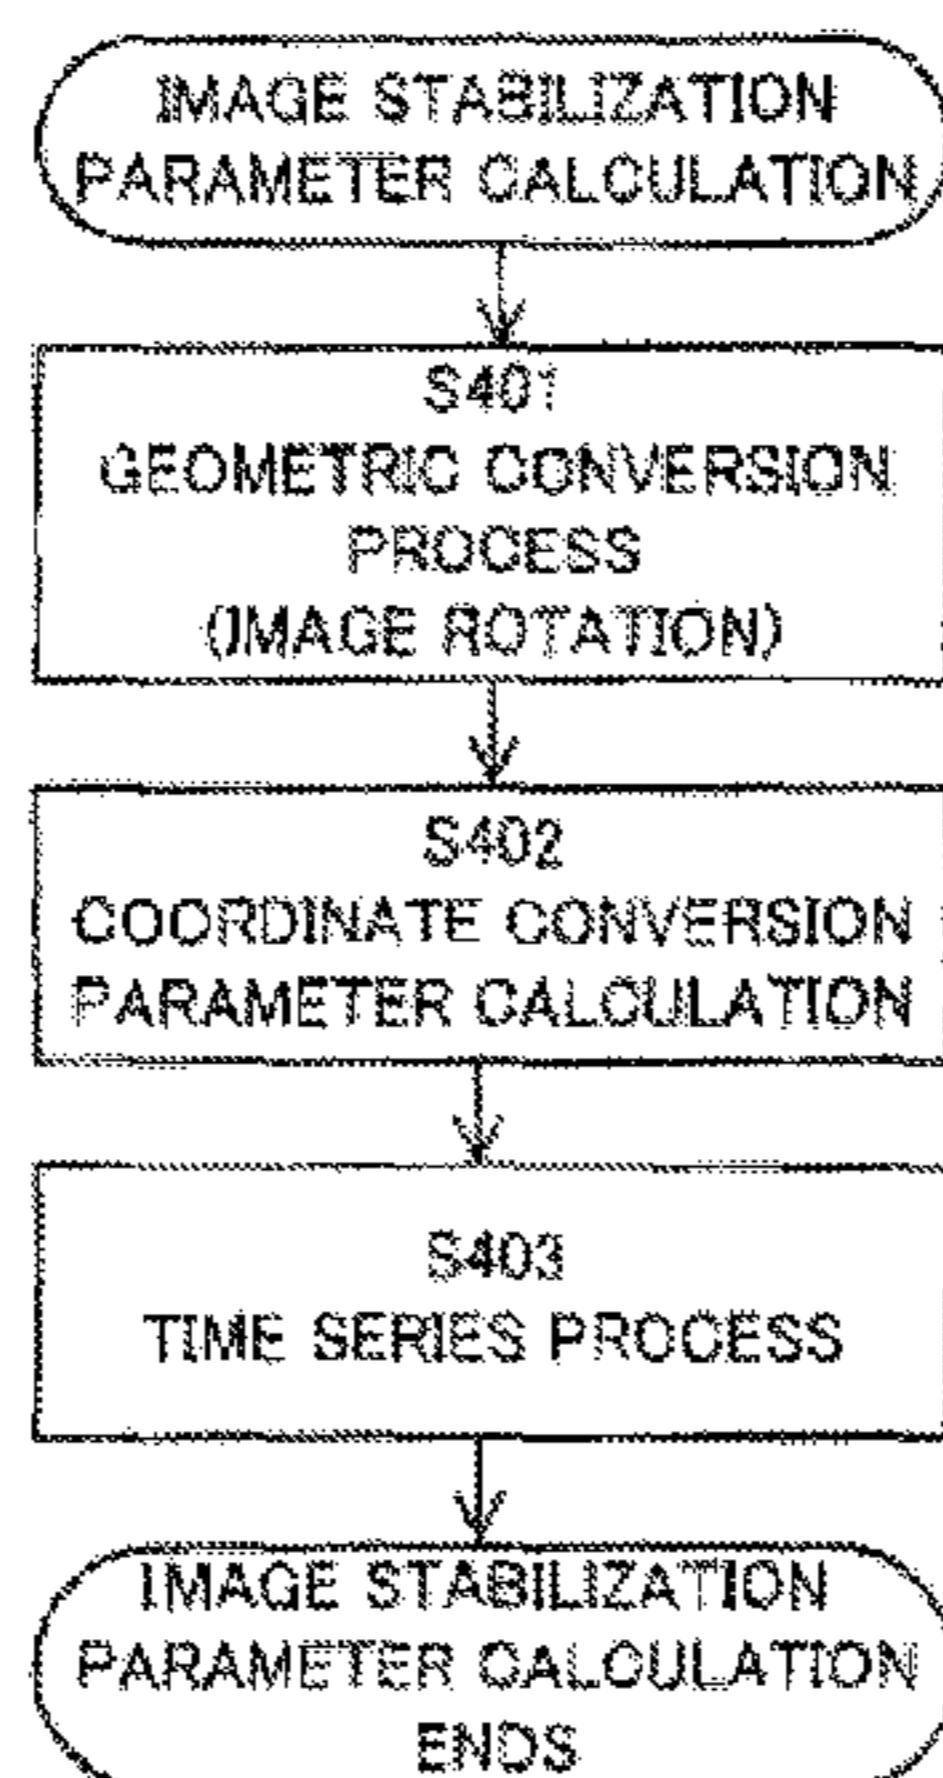 IMAGE STABILIZATION
PARAMETER CALCULATION
S401
GEOMETRIC CONVERSION
PROCESS
(IMAGE ROTATION)
S402
COORDINATE CONVERSION
PARAMETER CALCULATION
S403
TIME SERIES PROCESS
IMAGE STABILIZATION
PARAMETER CALCULATION
ENDS